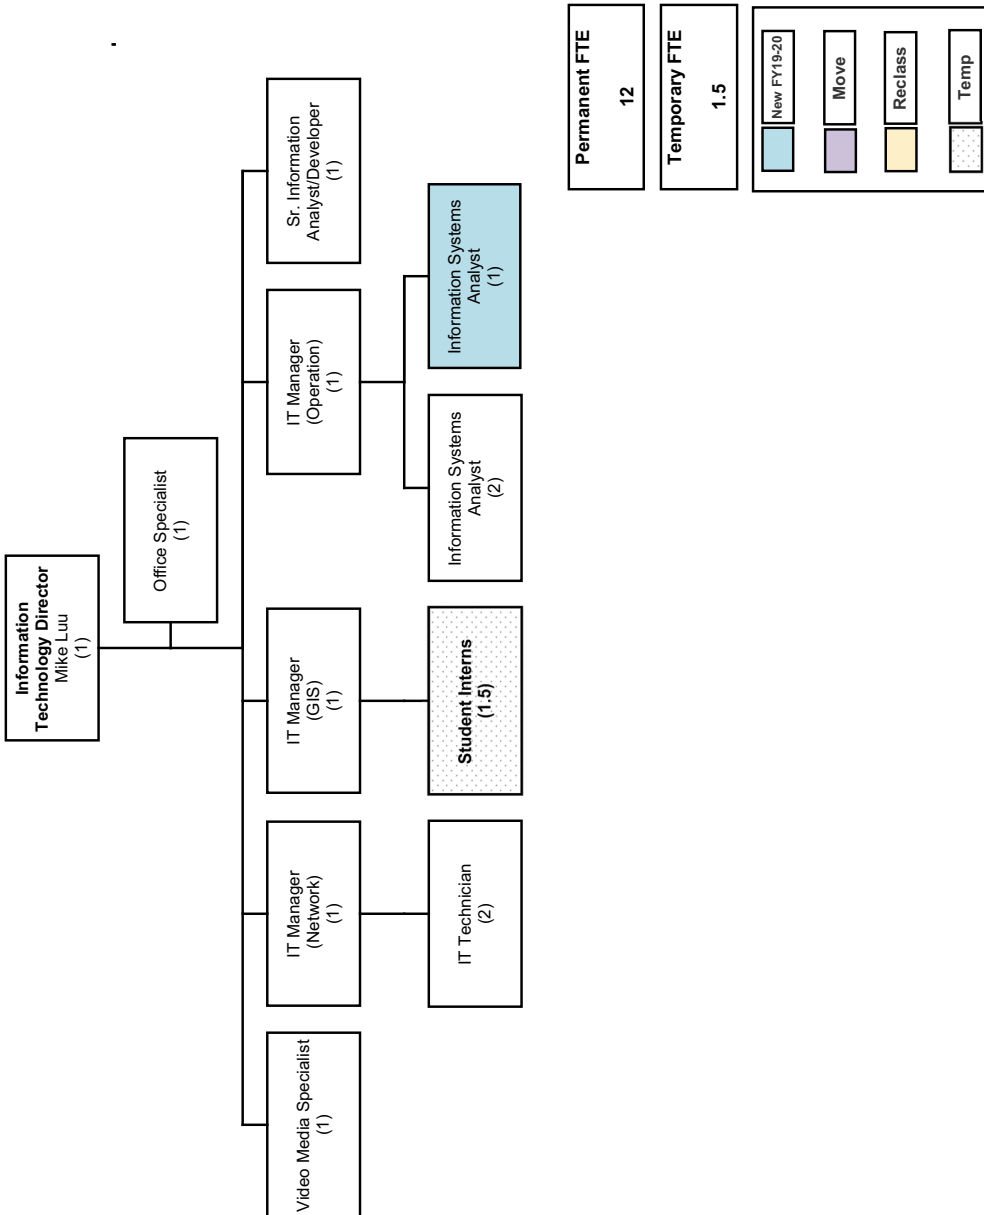 Information
Technology Director
Mike Luu
(1)
Office Specialist
(1)
Video Media Specialist
(1)
IT Manager
(Network)
(1)
IT Manager
(GIS)
(1)
IT Manager
(Operation)
(1)
Sr. Information
Analyst/Developer
(1)
IT Technician
(2)
Student Interns
(1.5)
Information Systems
Analyst
(2)
Information Systems
Analyst
(1)
Permanent FTE
12
Temporary FTE
1.5
New FY19-20
Move
Reclass
Temp